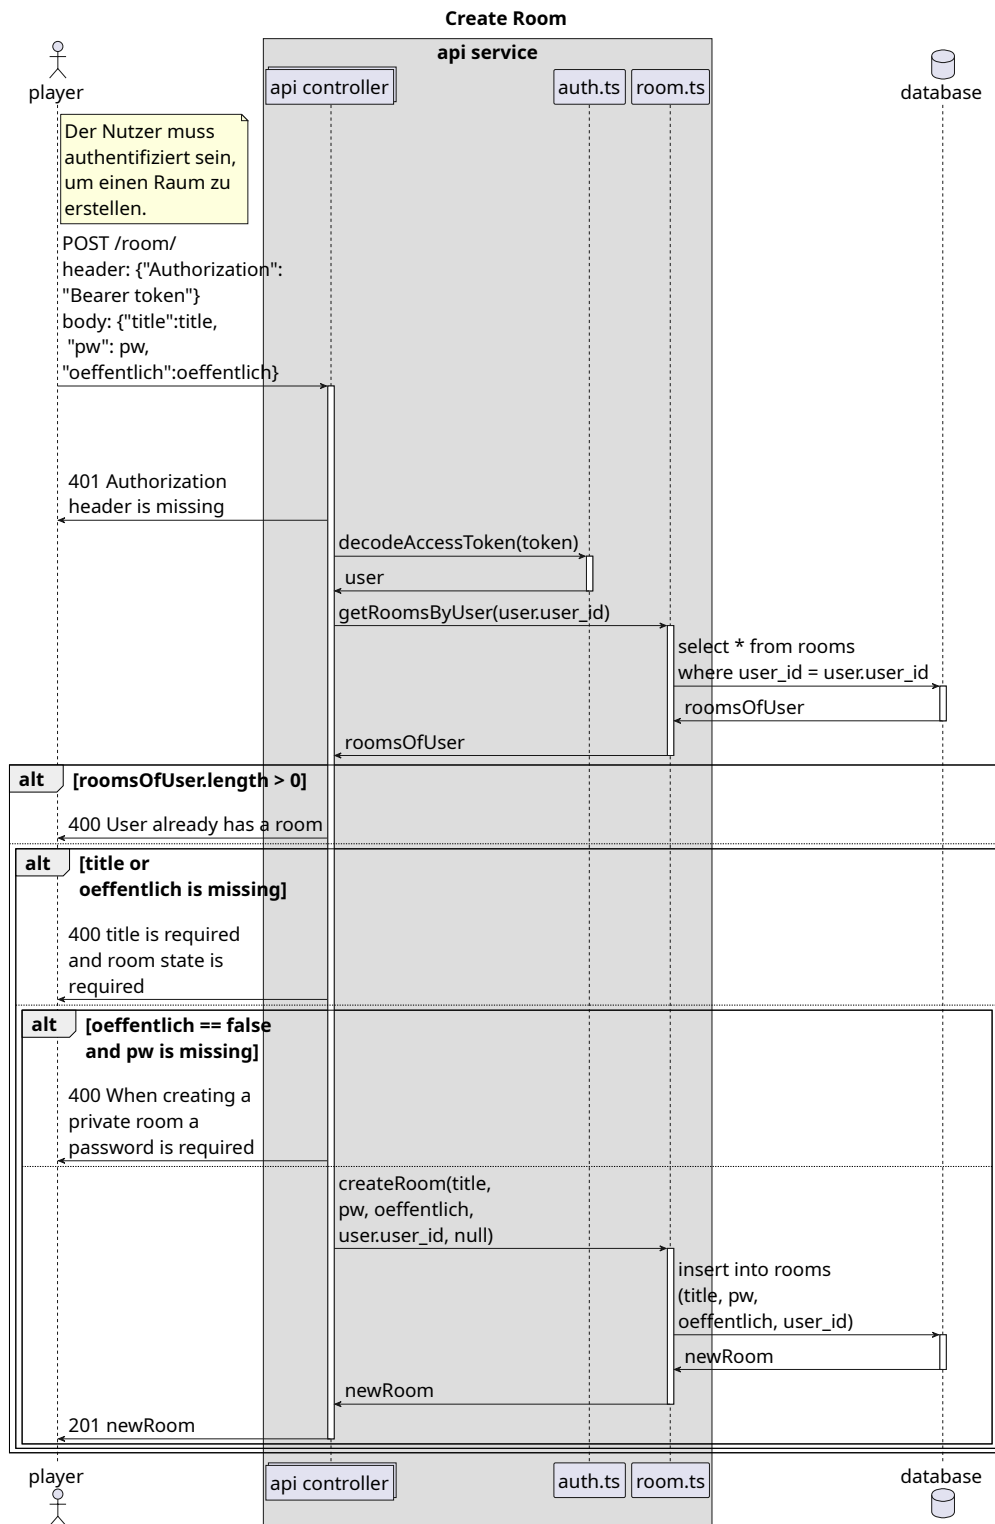 Create Room
api service
player
api controller
auth.ts
room.ts
database
Der Nutzer muss
authentifiziert sein,
um einen Raum zu
erstellen.
POST /room/
header: {"Authorization":
"Bearer token"}
body: {"title":title,
"pw": pw,
"oeffentlich":oeffentlich}
401 Authorization
header is missing
decodeAccessToken(token)
user
getRoomsByUser(user.user_id)
select * from rooms
where user_id = user.user_id
roomsOfUser
roomsOfUser
alt [roomsOfUser.length > 0]
400 User already has a room
alt [title or
oeffentlich is missing]
400 title is required
and room state is
required
alt [oeffentlich == false
and pw is missing]
400 When creating a
private room a
password is required
createRoom(title,
pw, oeffentlich,
user.user_id, null)
insert into rooms
(title, pw,
oeffentlich, user_id)
newRoom
newRoom
201 newRoom
player
api controller
auth.ts
room.ts
database